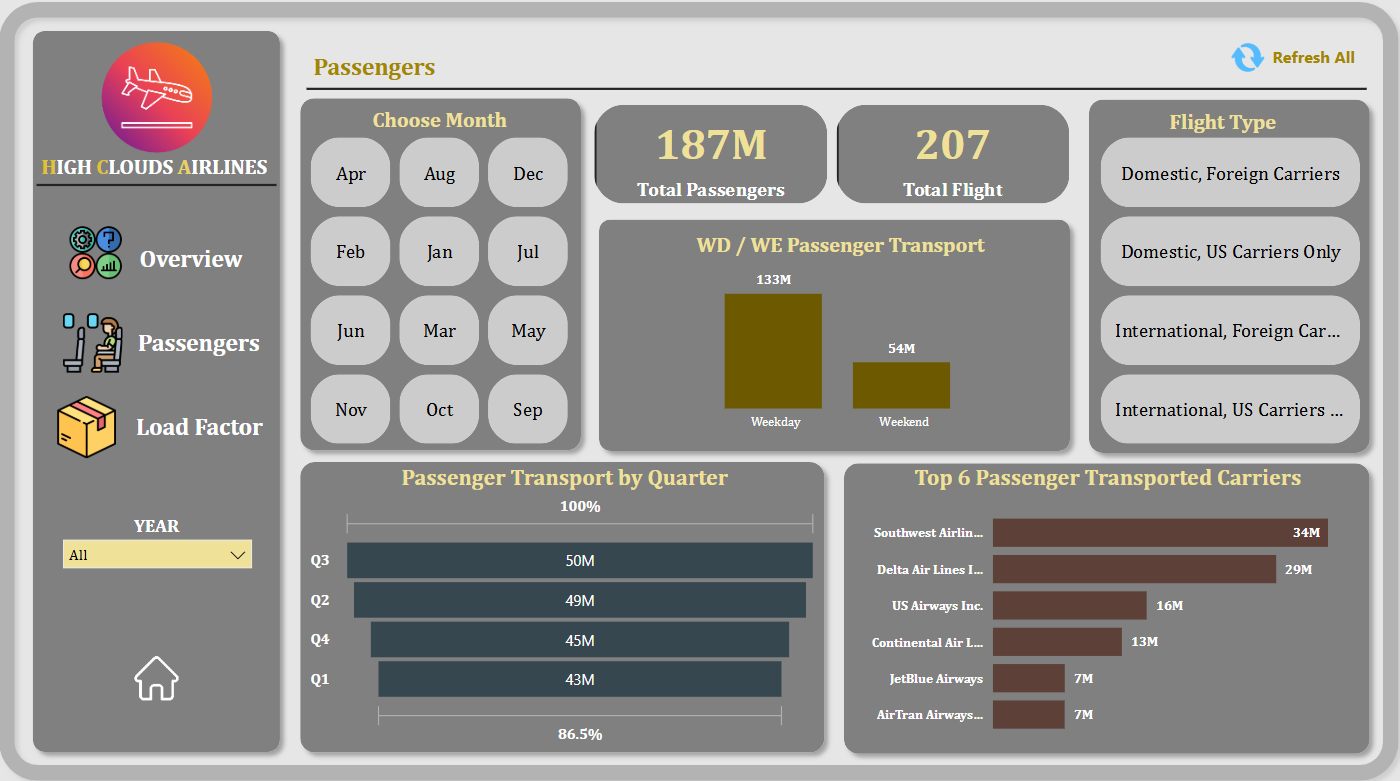 HIGH CLOUDS AIRLINES
Overview
Passengers
Load Factor
YEAR
All
Passengers
Refresh All
Choose Month
Apr
Aug
Dec
Feb
Jan
Jul
Jun
Mar
May
Nov
Oct
Sep
187M
Total Passengers
207
Total Flight
WD / WE Passenger Transport
133M
54M
Weekday
Weekend
Flight Type
Domestic, Foreign Carriers
Domestic, US Carriers Only
International, Foreign Car...
International, US Carriers ...
Passenger Transport by Quarter
100%
Q3 50M
Q2 49M
Q4 45M
Q1 43M
86.5%
Top 6 Passenger Transported Carriers
Southwest Airlin... 34M
Delta Air Lines I... 29M
US Airways Inc. 16M
Continental Air L... 13M
JetBlue Airways 7M
AirTran Airways... 7M